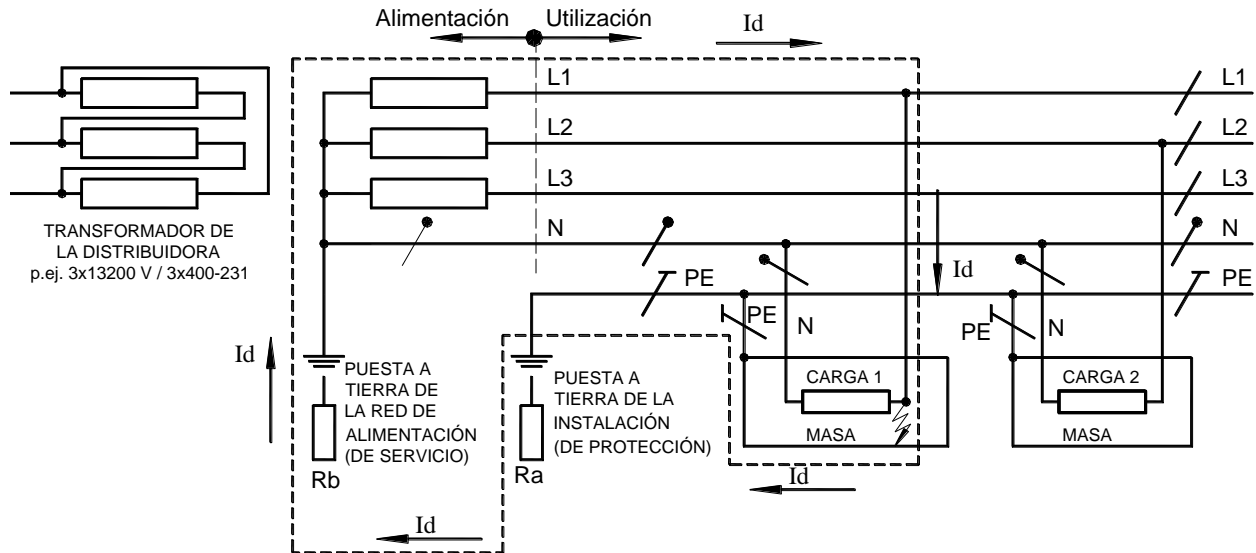 Alimentación
Utilización
Id
L1
L1
L2
L2
L3
L3
TRANSFORMADOR DE
LA DISTRIBUIDORA
p.ej. 3x13200 V / 3x400-231
N
N
Id
PE
PE
PE
N
PE
N
Id
PUESTA A
TIERRA DE
LA RED DE
ALIMENTACIÓN
(DE SERVICIO)
Rb
PUESTA A
TIERRA DE LA
INSTALACIÓN
(DE PROTECCIÓN)
Ra
CARGA 1
MASA
CARGA 2
MASA
Id
Id